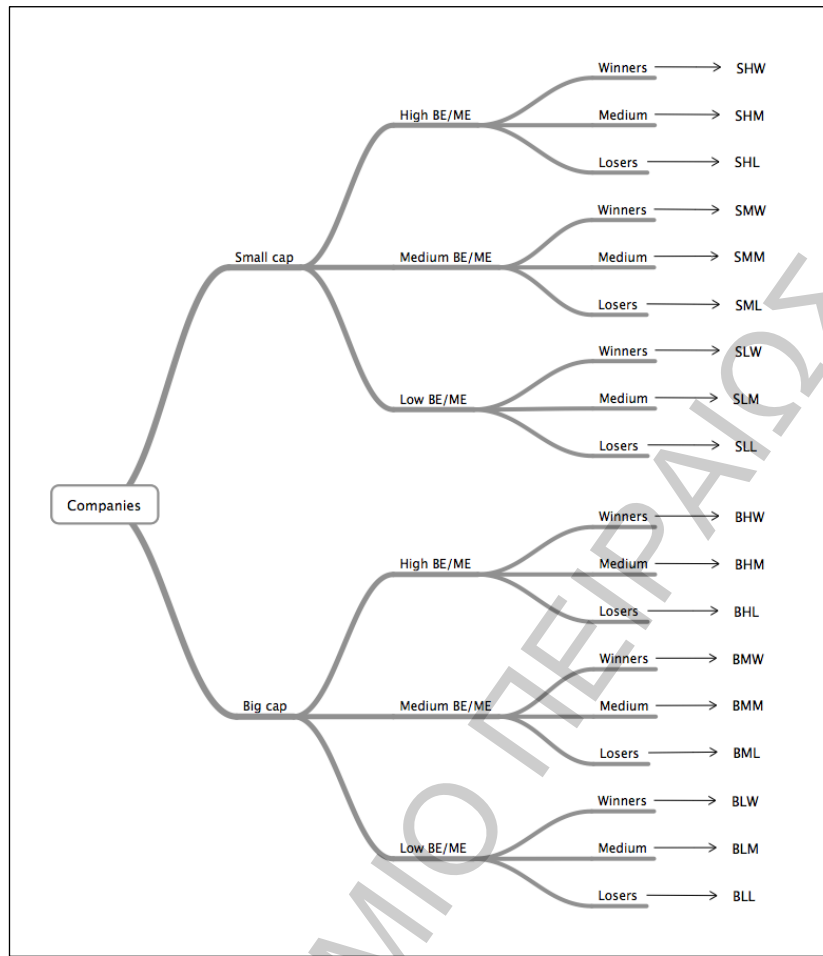 Winners SHW
High BE/ME Medium SHM
Losers SHL
Winners SMW
Small cap Medium BE/ME Medium SMM
Losers SML
Winners SLW
Low BE/ME Medium SLM
Losers SLL
Companies
Winners BHW
High BE/ME Medium BHM
Losers BHL
Winners BMW
Big cap Medium BE/ME Medium BMM
Losers BML
Winners BLW
Low BE/ME Medium BLM
Losers BLL
ΜΙΟ ΠΕΙΡΑΙΩΣ